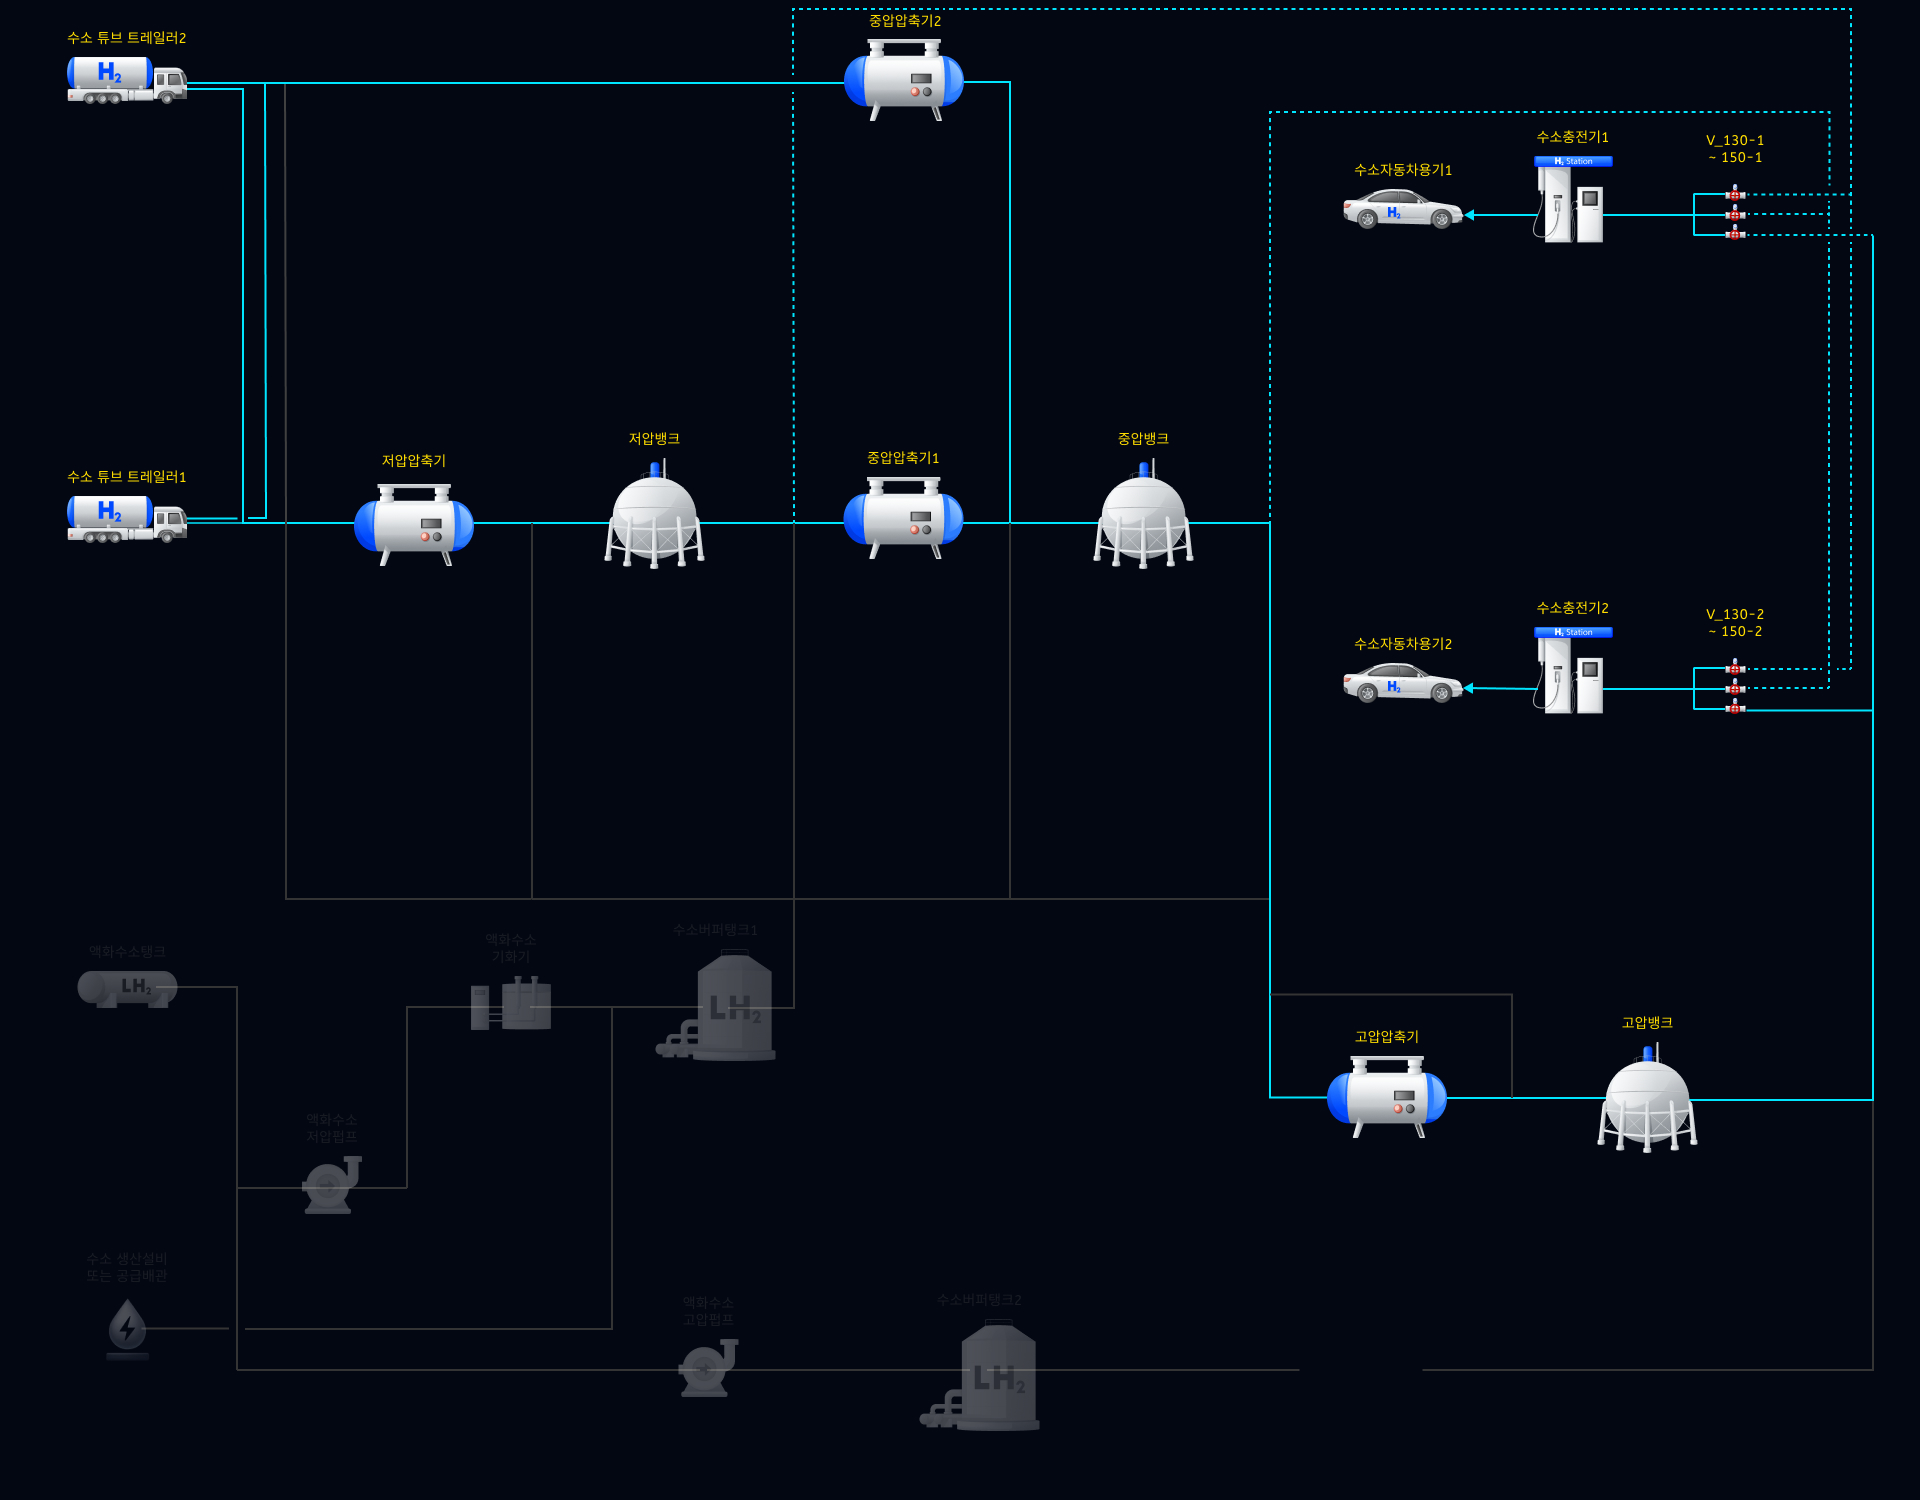 중압압축기2
수소 튜브 트레일러2
H2
수소충전기1
V_130-1
~ 150-1
H2 Station
수소자동차용기1
H2
저압뱅크
중압뱅크
중압압축기1
저압압축기
수소 튜브 트레일러1
H2
수소충전기2
V_130-2
~ 150-2
H2 Station
수소자동차용기2
H2
수소버퍼탱크1
액화수소
기화기
액화수소탱크
LH2
LH2
고압뱅크
고압압축기
액화수소
저압펌프
수소 생산설비
또는 공급배관
액화수소
고압펌프
수소버퍼탱크2
LH2